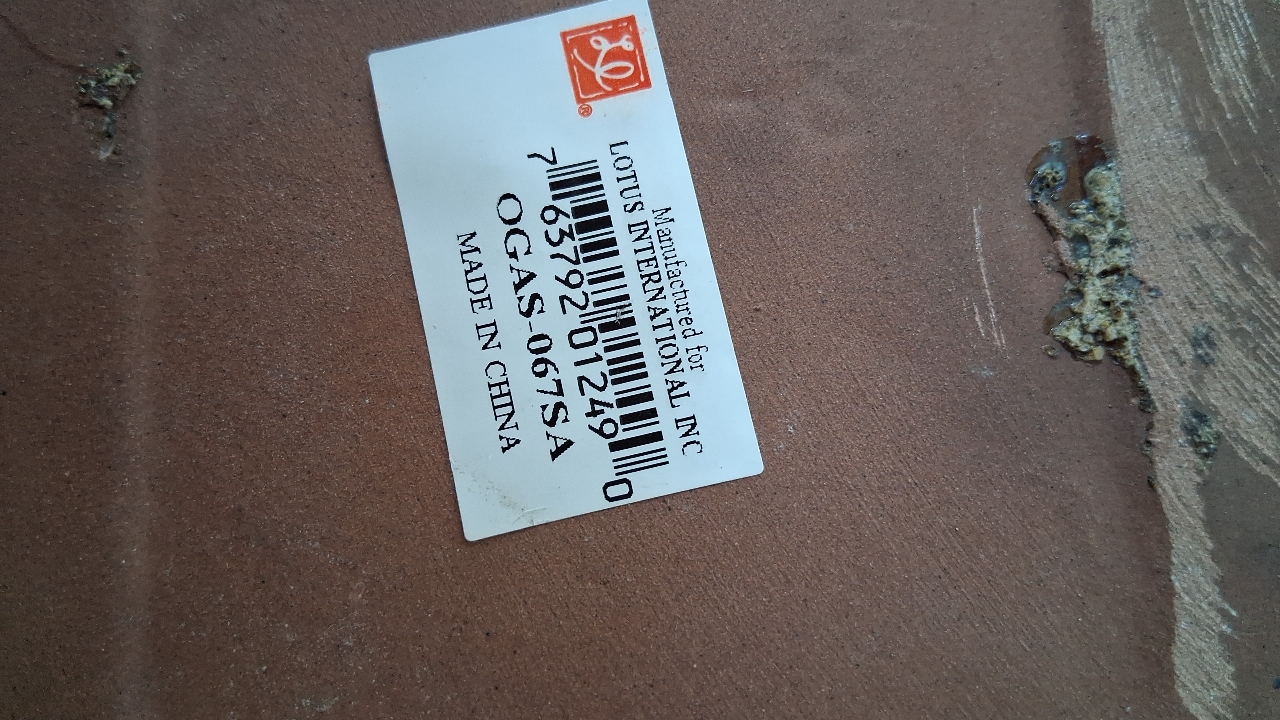 ®
Manufactured for
LOTUS INTERNATIONAL INC
7 63792 01249 0
OGAS-067SA
MADE IN CHINA